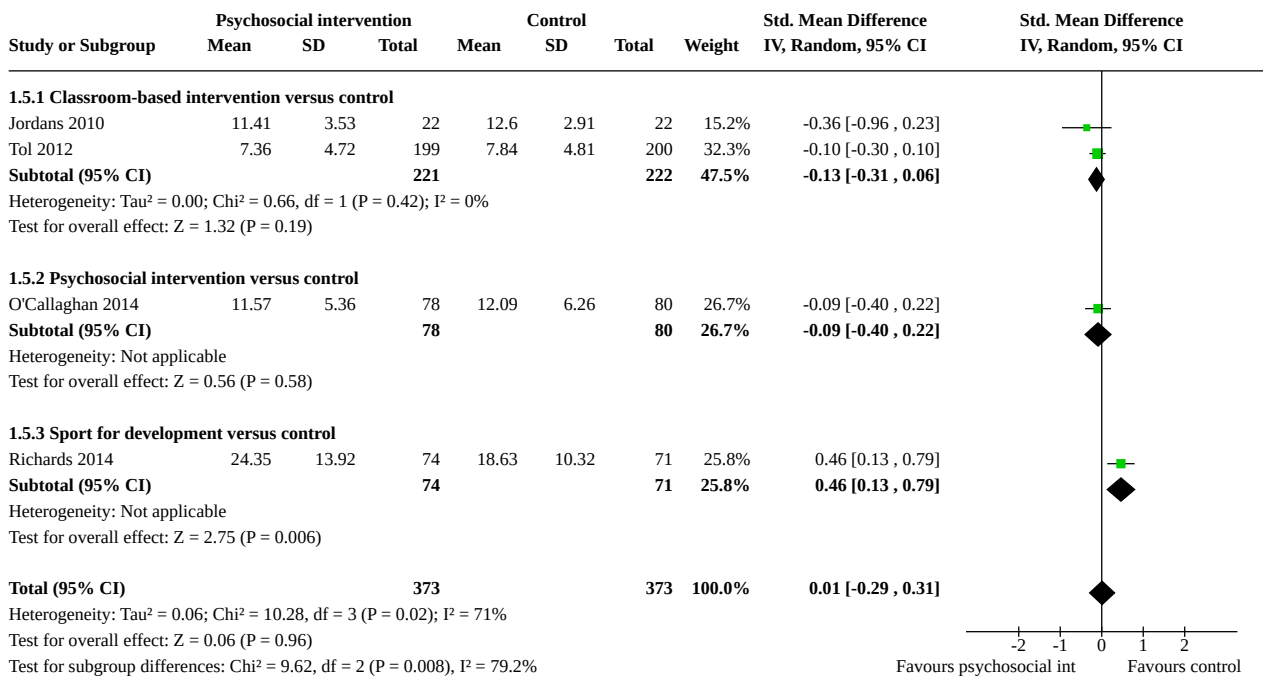 Psychosocial intervention Control Std. Mean Difference Std. Mean Difference
Study or Subgroup Mean SD Total Mean SD Total Weight IV, Random, 95% CI IV, Random, 95% CI
1.5.1 Classroom-based intervention versus control
Jordans 2010 11.41 3.53 22 12.6 2.91 22 15.2% -0.36 [-0.96 , 0.23]
Tol 2012 7.36 4.72 199 7.84 4.81 200 32.3% -0.10 [-0.30 , 0.10]
Subtotal (95% CI) 221 222 47.5% -0.13 [-0.31 , 0.06]
Heterogeneity: Tau² = 0.00; Chi² = 0.66, df = 1 (P = 0.42); I² = 0%
Test for overall effect: Z = 1.32 (P = 0.19)
1.5.2 Psychosocial intervention versus control
O'Callaghan 2014 11.57 5.36 78 12.09 6.26 80 26.7% -0.09 [-0.40 , 0.22]
Subtotal (95% CI) 78 80 26.7% -0.09 [-0.40 , 0.22]
Heterogeneity: Not applicable
Test for overall effect: Z = 0.56 (P = 0.58)
1.5.3 Sport for development versus control
Richards 2014 24.35 13.92 74 18.63 10.32 71 25.8% 0.46 [0.13 , 0.79]
Subtotal (95% CI) 74 71 25.8% 0.46 [0.13 , 0.79]
Heterogeneity: Not applicable
Test for overall effect: Z = 2.75 (P = 0.006)
Total (95% CI) 373 373 100.0% 0.01 [-0.29 , 0.31]
Heterogeneity: Tau² = 0.06; Chi² = 10.28, df = 3 (P = 0.02); I² = 71%
Test for overall effect: Z = 0.06 (P = 0.96) -2 -1 0 1 2
Test for subgroup differences: Chi² = 9.62, df = 2 (P = 0.008), I² = 79.2% Favours psychosocial int Favours control